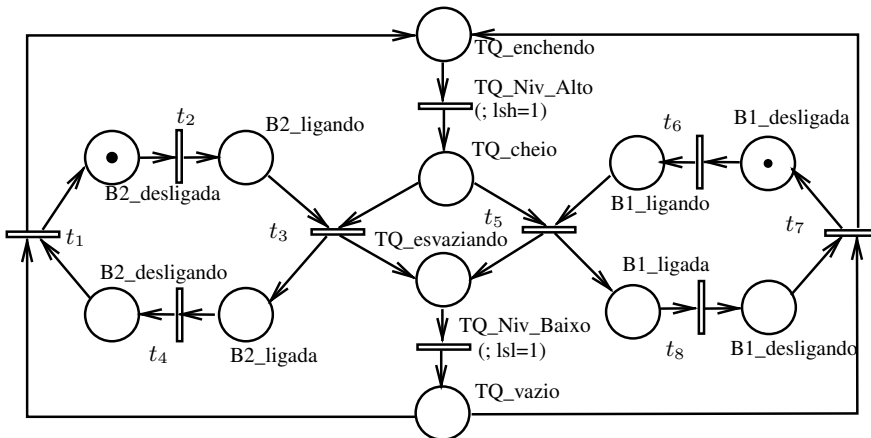 TQ_enchendo
TQ_Niv_Alto
(; lsh=1)
t2
B2_ligando
t6
B1_desligada
TQ_cheio
B2_desligada
B1_ligando
t1
t3
t5
t7
TQ_esvaziando
B2_desligando
B1_ligada
TQ_Niv_Baixo
(; lsl=1)
t4
B2_ligada
t8
B1_desligando
TQ_vazio